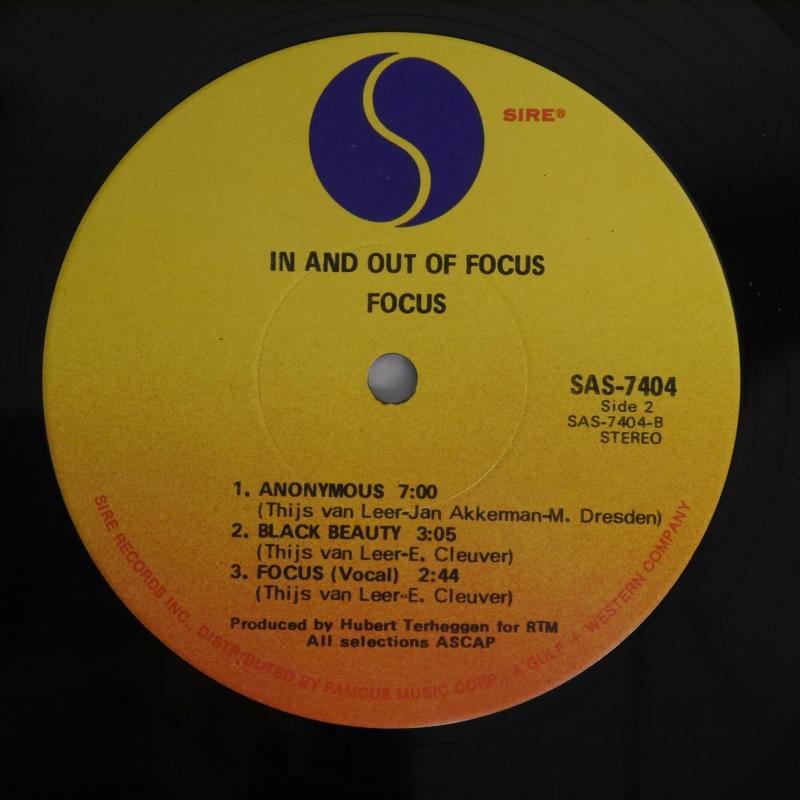 SIRE®
IN AND OUT OF FOCUS
FOCUS
SAS-7404
Side 2
SAS-7404-B
STEREO
1. ANONYMOUS 7:00
(Thijs van Leer-Jan Akkerman-M. Dresden)
2. BLACK BEAUTY 3:05
(Thijs van Leer-E. Cleuver)
3. FOCUS (Vocal) 2:44
(Thijs van Leer-E. Cleuver)
Produced by Hubert Terheggen for RTM
All selections ASCAP
SIRE RECORDS INC., DISTRIBUTED BY FAMOUS MUSIC CORP., A GULF + WESTERN COMPANY